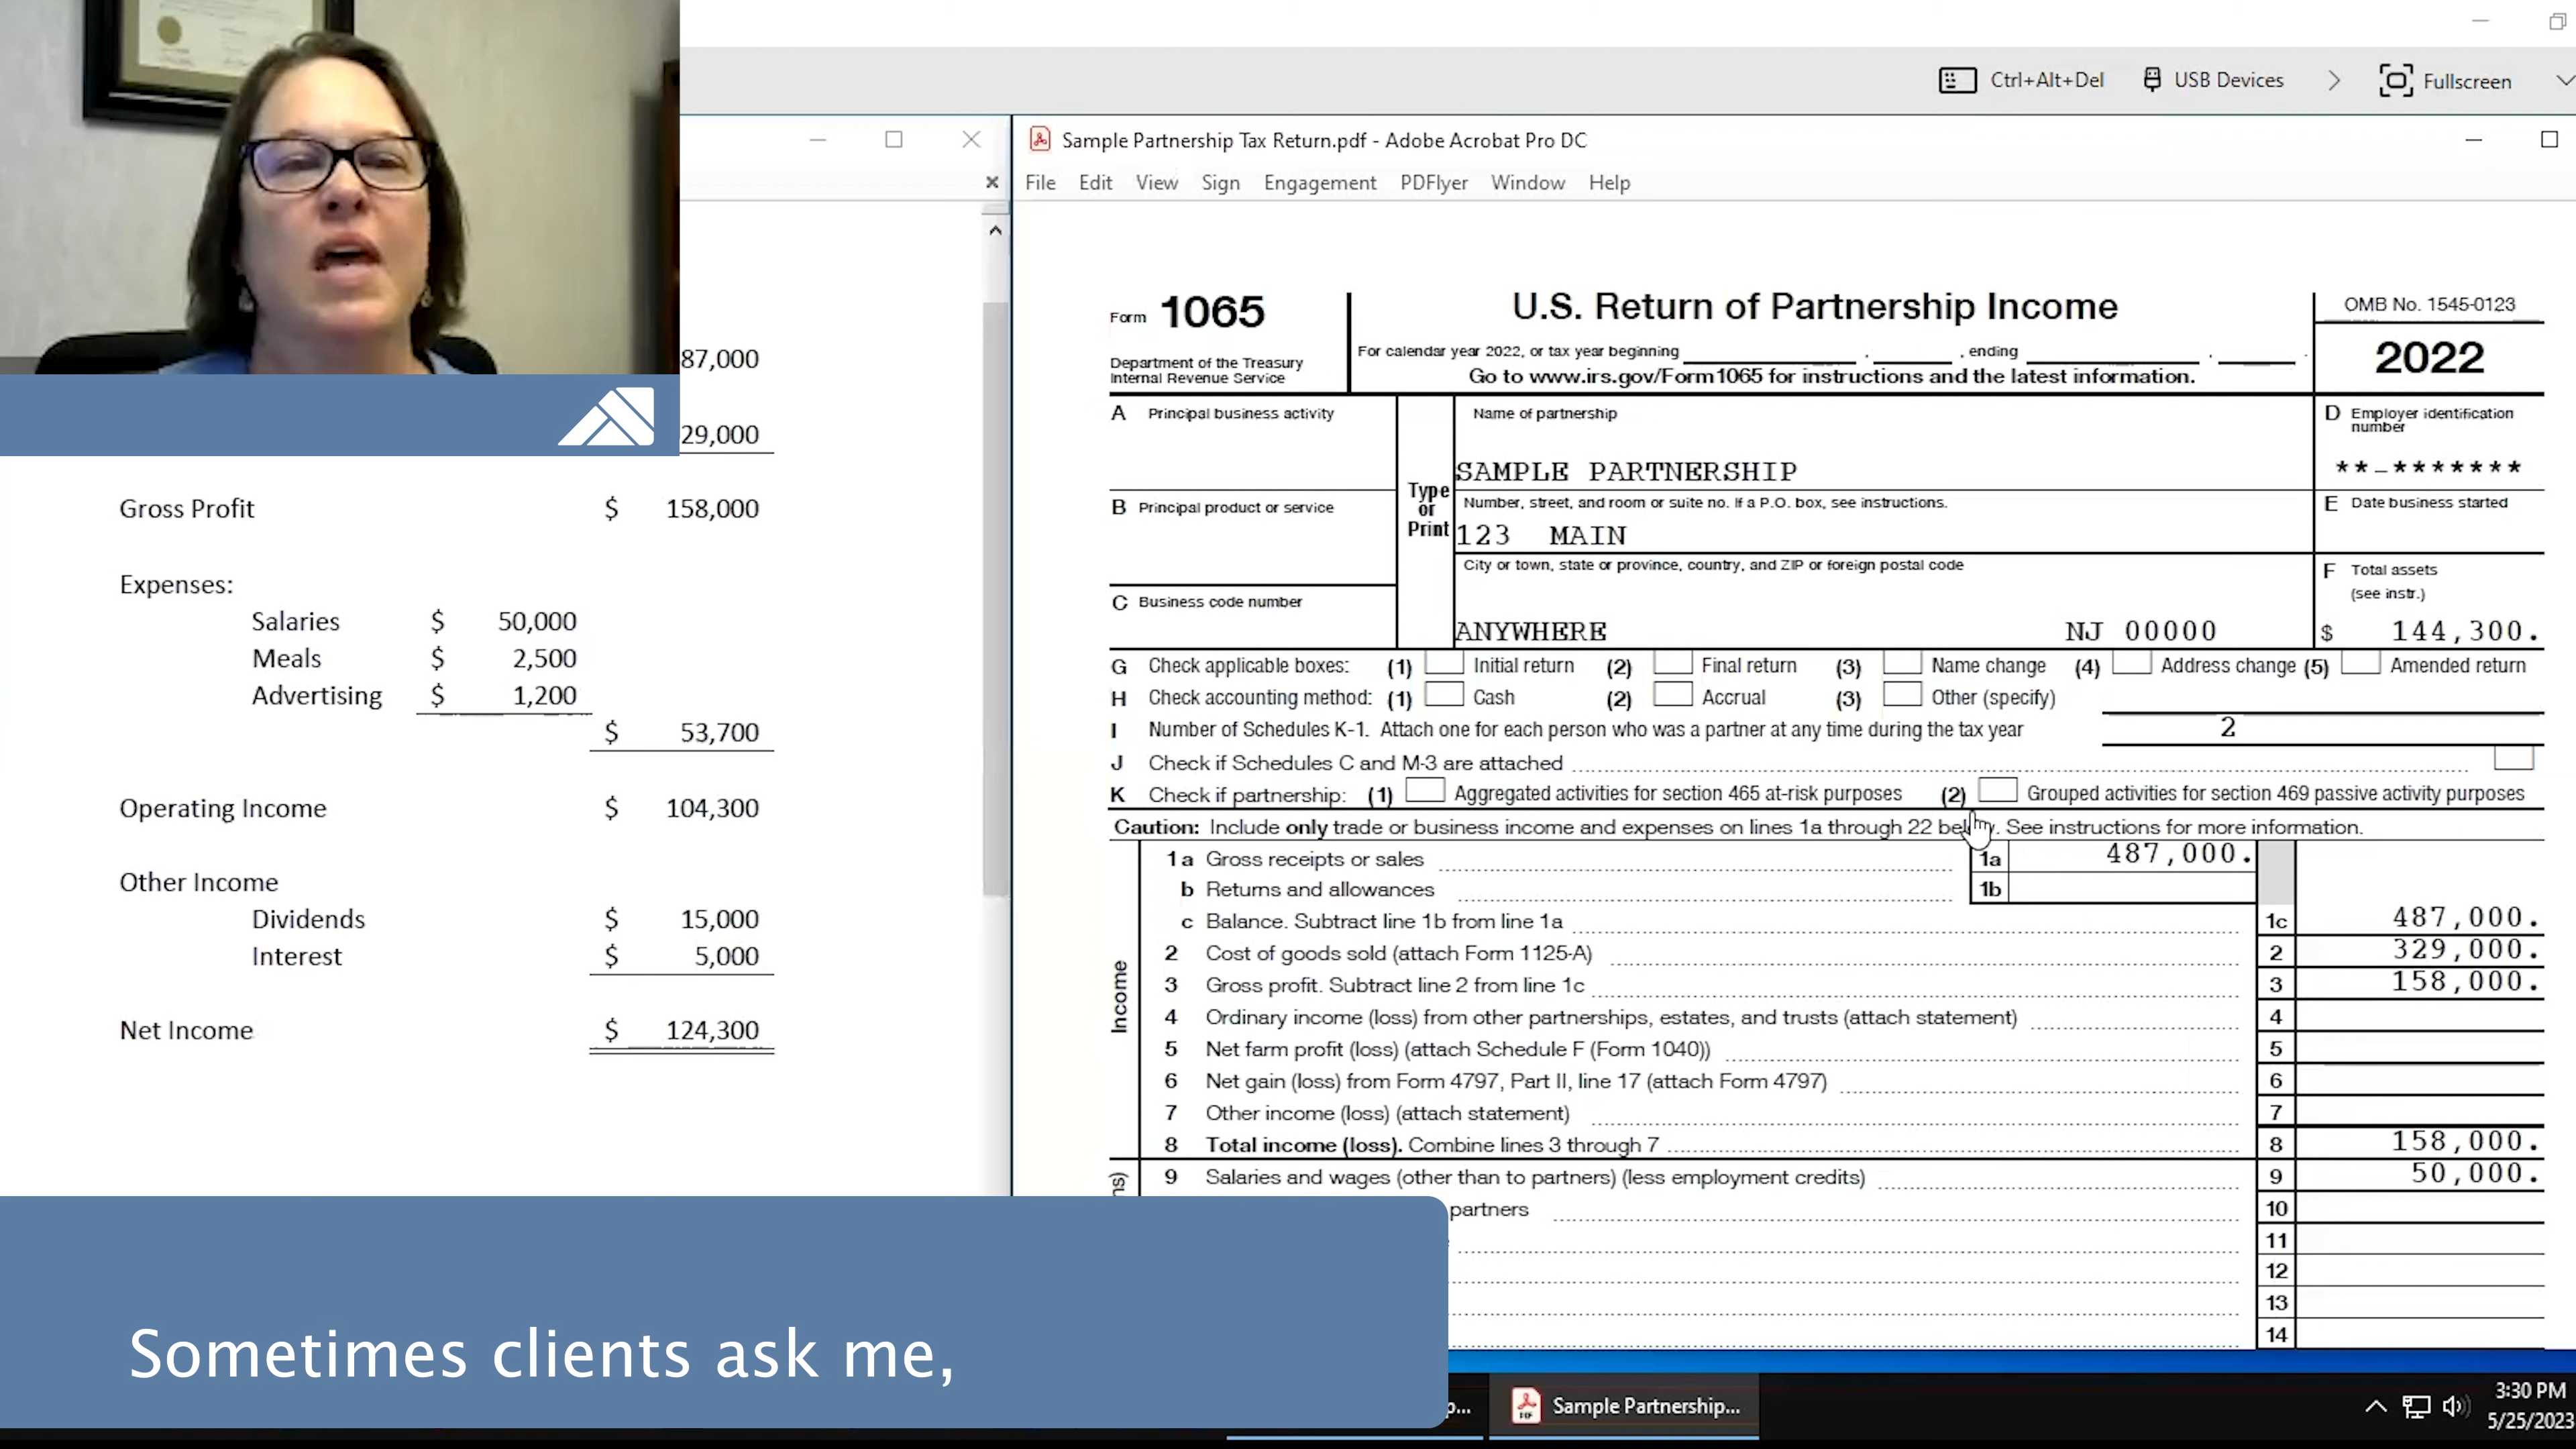 Ctrl+Alt+Del USB Devices Fullscreen
Sample Partnership Tax Return.pdf - Adobe Acrobat Pro DC
File Edit View Sign Engagement PDFlyer Window Help
87,000
29,000
Gross Profit $ 158,000
Expenses:
Salaries $ 50,000
Meals $ 2,500
Advertising $ 1,200
$ 53,700
Operating Income $ 104,300
Other Income
Dividends $ 15,000
Interest $ 5,000
Net Income $ 124,300
Form 1065
Department of the Treasury
Internal Revenue Service
U.S. Return of Partnership Income
For calendar year 2022, or tax year beginning , , ending , .
Go to www.irs.gov/Form1065 for instructions and the latest information.
OMB No. 1545-0123
2022
A Principal business activity
B Principal product or service
C Business code number
Type
or
Print
Name of partnership
SAMPLE PARTNERSHIP
Number, street, and room or suite no. If a P.O. box, see instructions.
123 MAIN
City or town, state or province, country, and ZIP or foreign postal code
ANYWHERE NJ 00000
D Employer identification
number
**-*******
E Date business started
F Total assets
(see instr.)
$ 144,300.
G Check applicable boxes: (1) Initial return (2) Final return (3) Name change (4) Address change (5) Amended return
H Check accounting method: (1) Cash (2) Accrual (3) Other (specify)
I Number of Schedules K-1. Attach one for each person who was a partner at any time during the tax year 2
J Check if Schedules C and M-3 are attached
K Check if partnership: (1) Aggregated activities for section 465 at-risk purposes (2) Grouped activities for section 469 passive activity purposes
Caution: Include only trade or business income and expenses on lines 1a through 22 below. See instructions for more information.
Income
1a Gross receipts or sales 1a 487,000.
b Returns and allowances 1b
c Balance. Subtract line 1b from line 1a 1c 487,000.
2 Cost of goods sold (attach Form 1125-A) 2 329,000.
3 Gross profit. Subtract line 2 from line 1c 3 158,000.
4 Ordinary income (loss) from other partnerships, estates, and trusts (attach statement) 4
5 Net farm profit (loss) (attach Schedule F (Form 1040)) 5
6 Net gain (loss) from Form 4797, Part II, line 17 (attach Form 4797) 6
7 Other income (loss) (attach statement) 7
8 Total income (loss). Combine lines 3 through 7 8 158,000.
9 Salaries and wages (other than to partners) (less employment credits) 9 50,000.
partners 10
11
12
13
14
Sometimes clients ask me,
p... Sample Partnership...
3:30 PM
5/25/2023